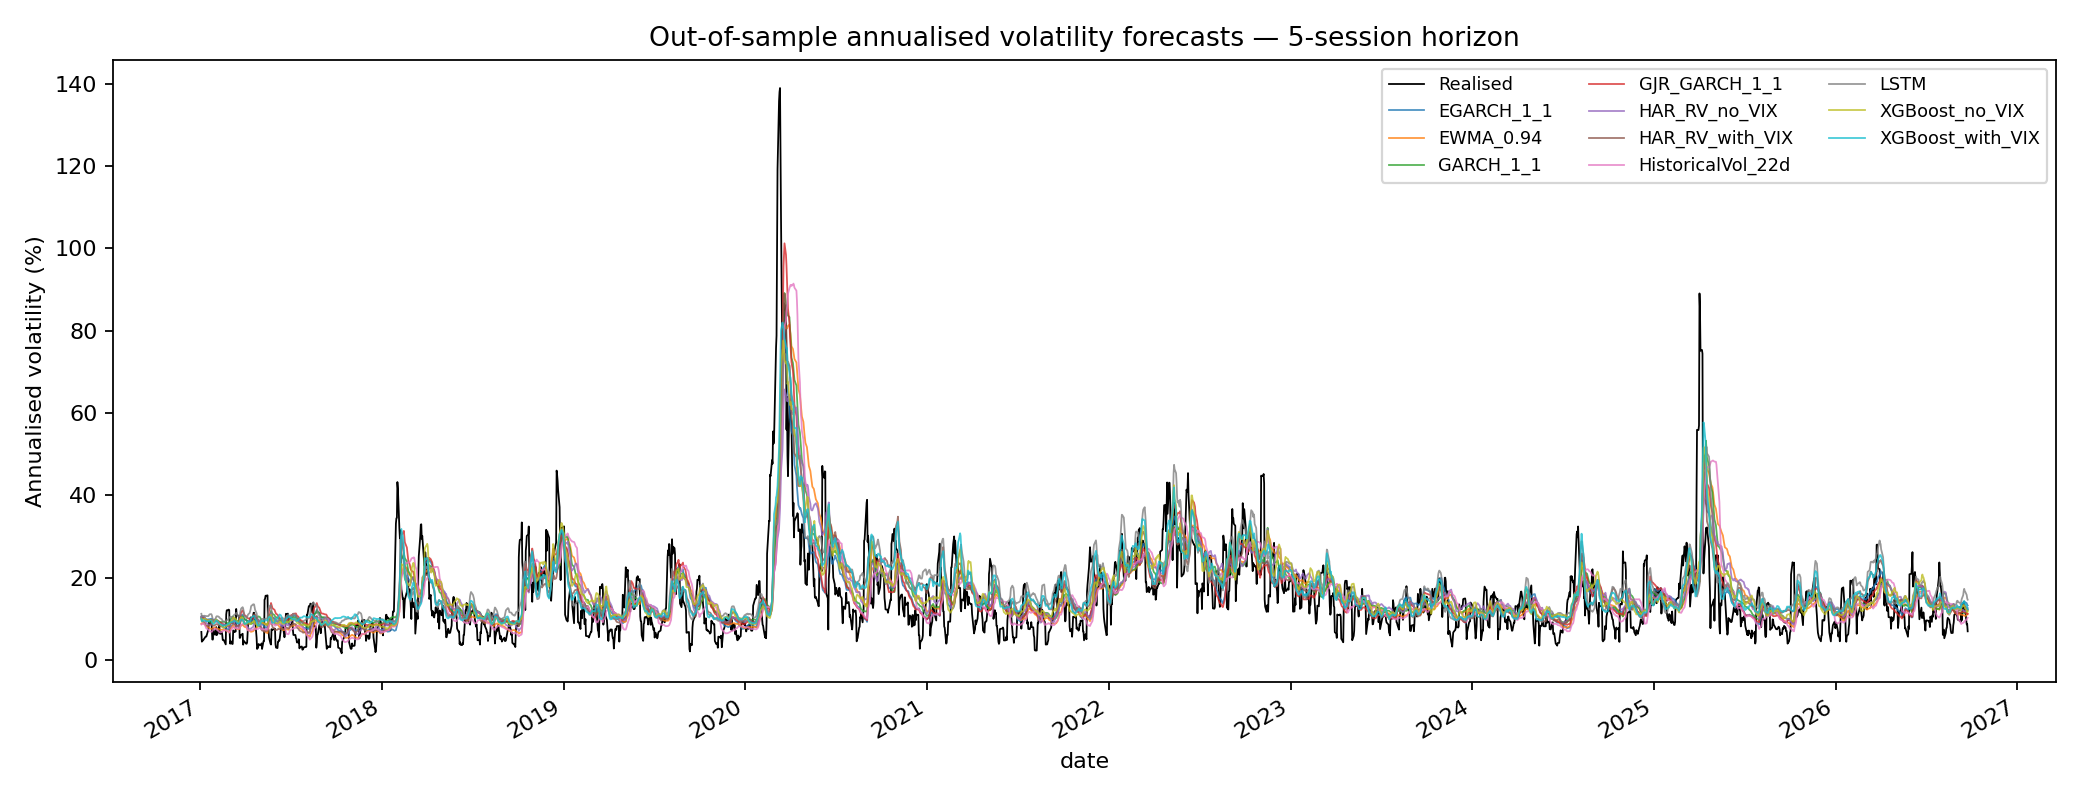 Out-of-sample annualised volatility forecasts — 5-session horizon
Annualised volatility (%)
140
120
100
80
60
40
20
0
Realised
EGARCH_1_1
EWMA_0.94
GARCH_1_1
GJR_GARCH_1_1
HAR_RV_no_VIX
HAR_RV_with_VIX
HistoricalVol_22d
LSTM
XGBoost_no_VIX
XGBoost_with_VIX
2017
2018
2019
2020
2021
2022
2023
2024
2025
2026
2027
date